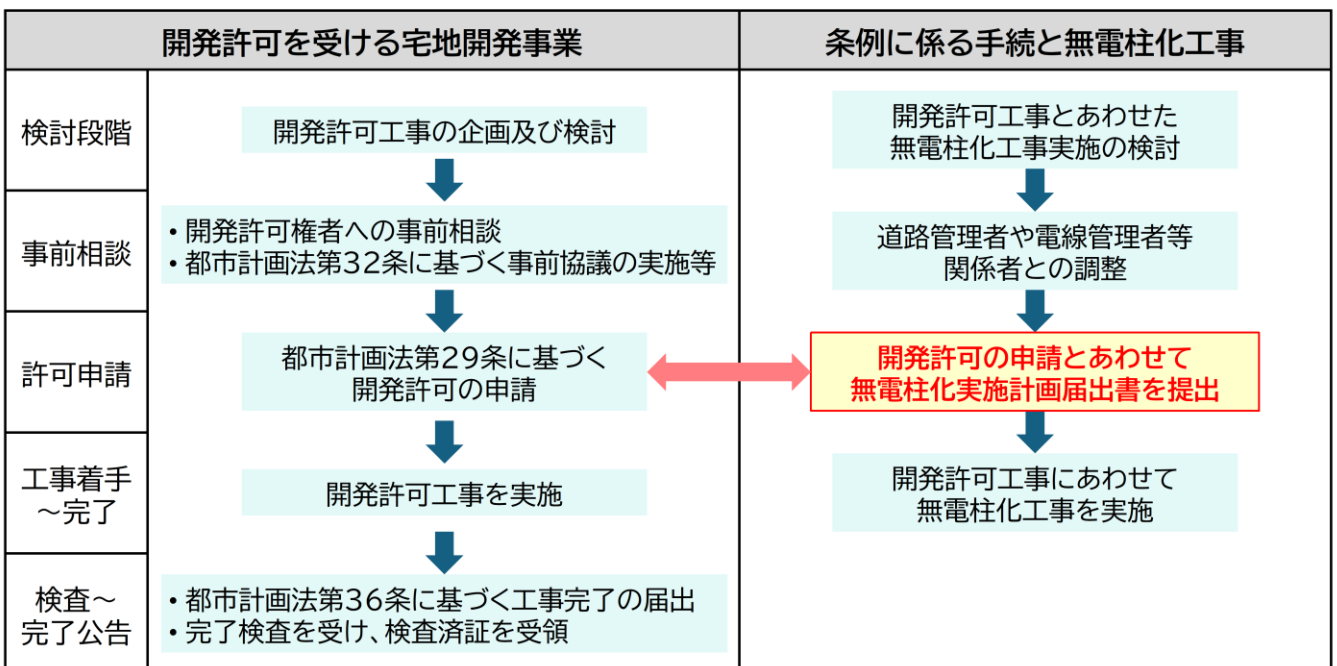 開発許可を受ける宅地開発事業
条例に係る手続と無電柱化工事
検討段階
開発許可工事の企画及び検討
開発許可工事とあわせた
無電柱化工事実施の検討
事前相談
・開発許可権者への事前相談
・都市計画法第32条に基づく事前協議の実施等
道路管理者や電線管理者等
関係者との調整
許可申請
都市計画法第29条に基づく
開発許可の申請
開発許可の申請とあわせて
無電柱化実施計画届出書を提出
工事着手
～完了
開発許可工事を実施
開発許可工事にあわせて
無電柱化工事を実施
検査～
完了公告
・都市計画法第36条に基づく工事完了の届出
・完了検査を受け、検査済証を受領